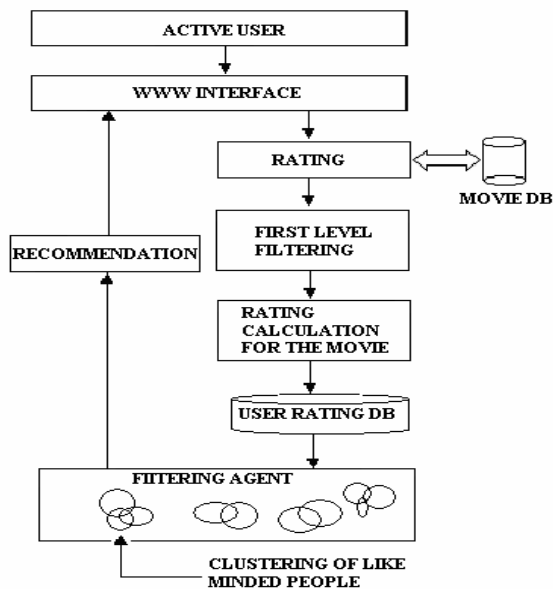 ACTIVE USER
WWW INTERFACE
RATING
MOVIE DB
FIRST LEVEL
FILTERING
RECOMMENDATION
RATING
CALCULATION
FOR THE MOVIE
USER RATING DB
FIITERING AGENT
CLUSTERING OF LIKE
MINDED PEOPLE